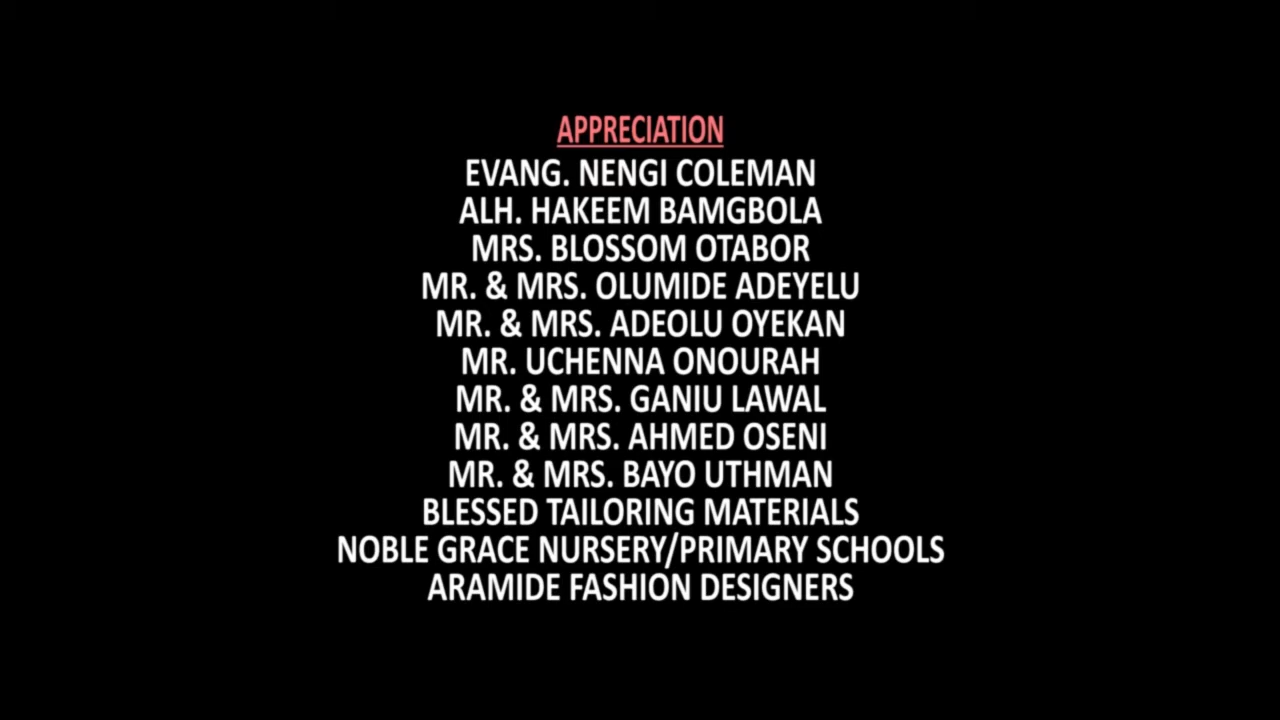 APPRECIATION
EVANG. NENGI COLEMAN
ALH. HAKEEM BAMGBOLA
MRS. BLOSSOM OTABOR
MR. & MRS. OLUMIDE ADEYELU
MR. & MRS. ADEOLU OYEKAN
MR. UCHENNA ONOURAH
MR. & MRS. GANIU LAWAL
MR. & MRS. AHMED OSENI
MR. & MRS. BAYO UTHMAN
BLESSED TAILORING MATERIALS
NOBLE GRACE NURSERY/PRIMARY SCHOOLS
ARAMIDE FASHION DESIGNERS